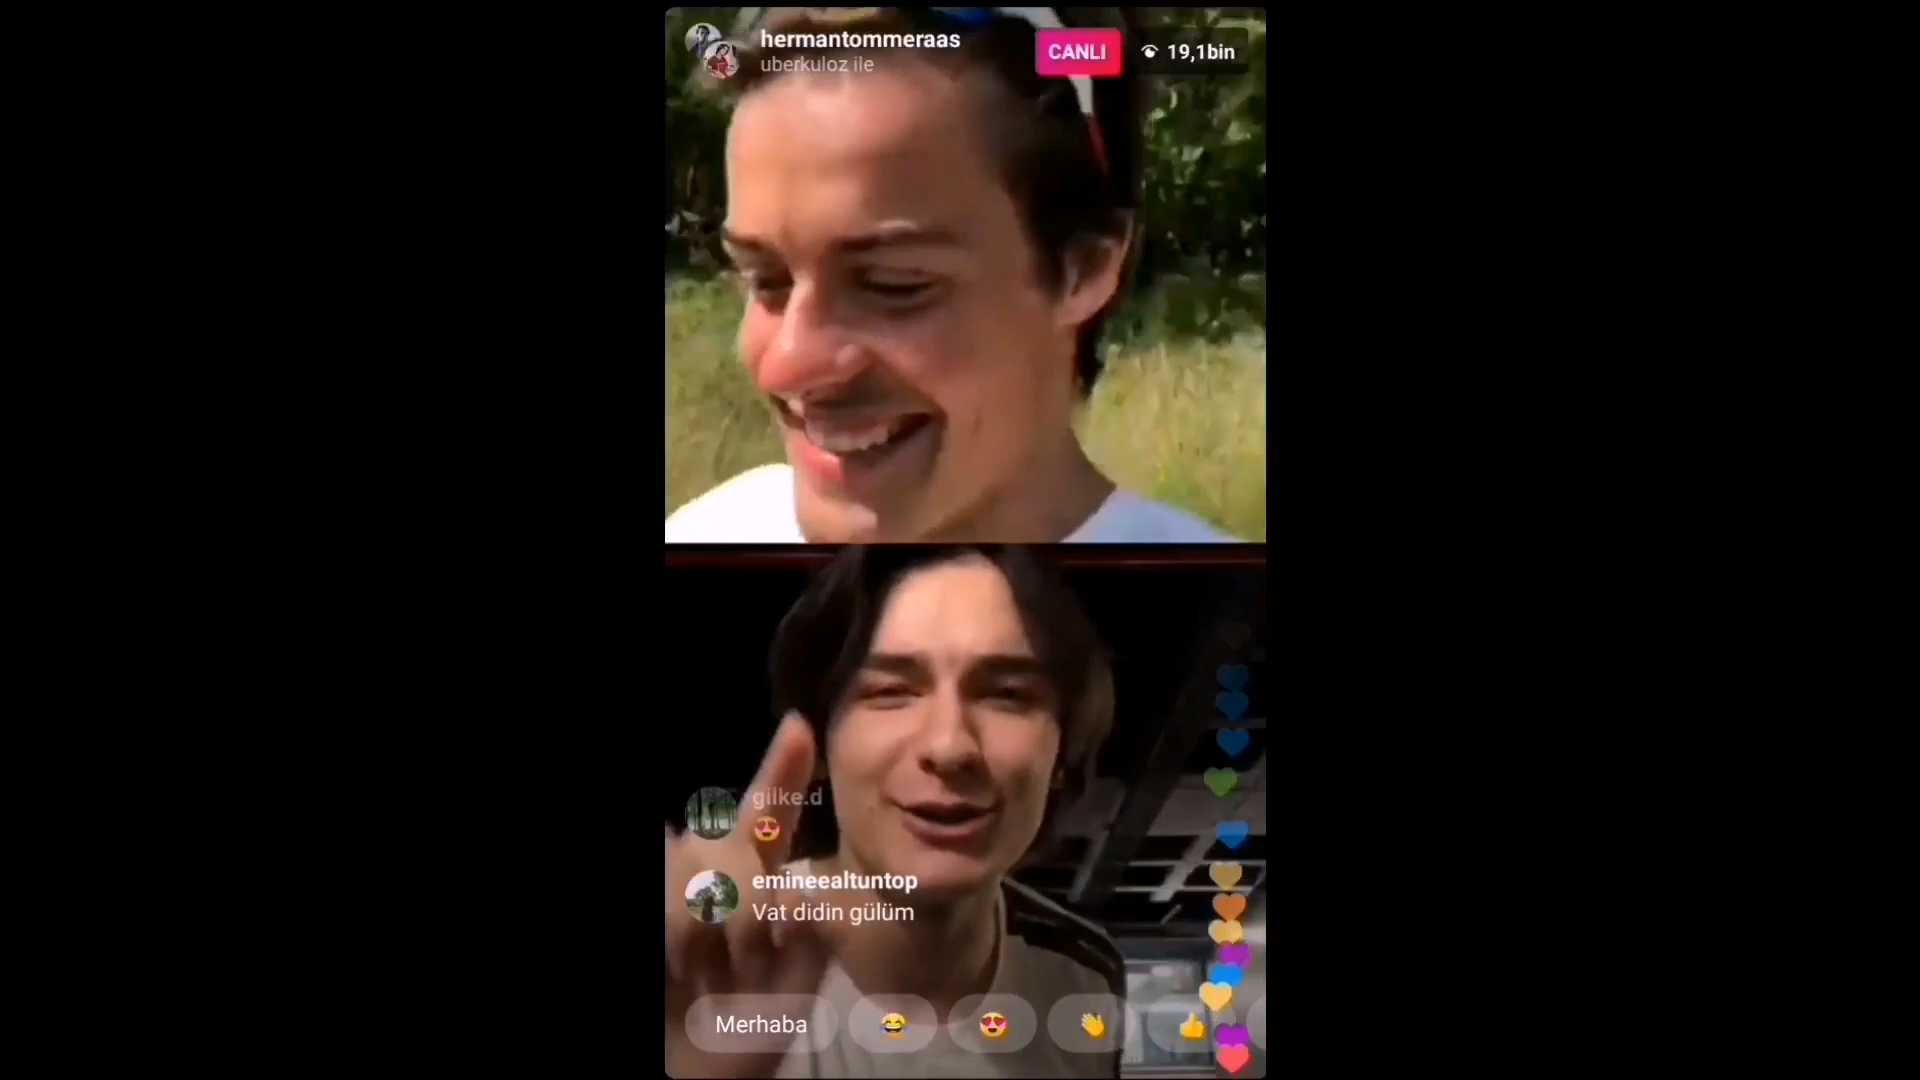 hermantommeraas
uberkuloz ile
CANLI
19,1bin
gilke.d
emineealtuntop
Vat didin gülüm
Merhaba